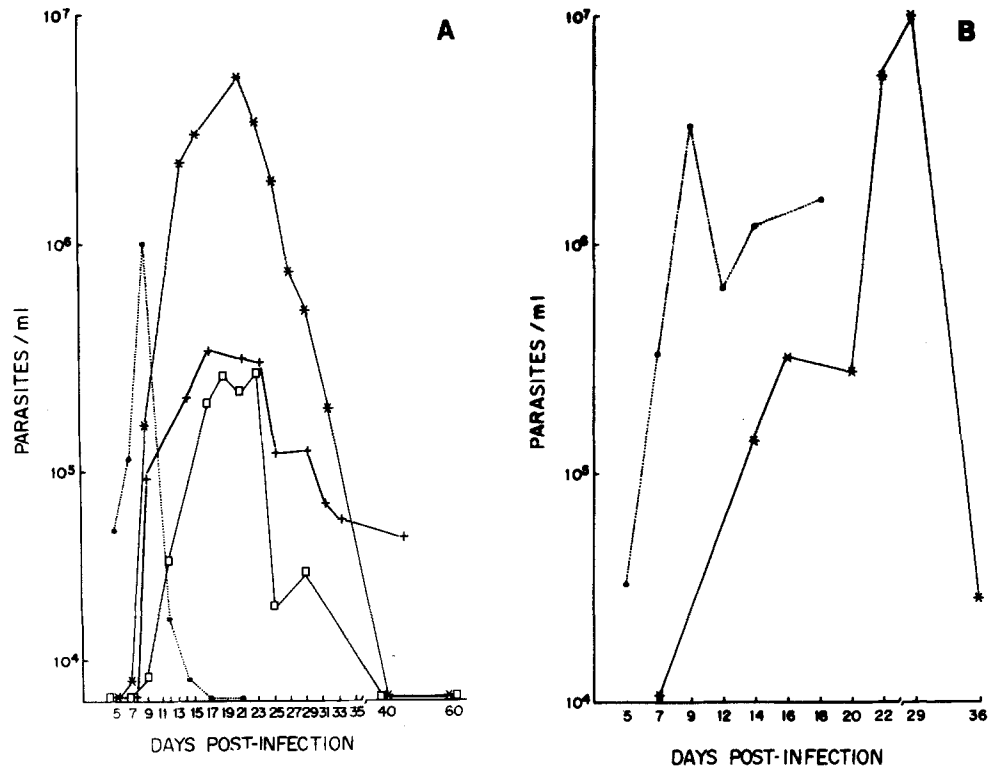 A
10⁷
10⁶
10⁵
10⁴
PARASITES / ml
5 7 9 11 13 15 17 19 21 23 25 27 29 31 33 35 40 60
DAYS POST-INFECTION
B
10⁷
10⁶
10⁵
10⁴
PARASITES / ml
5 7 9 12 14 16 18 20 22 29 36
DAYS POST-INFECTION